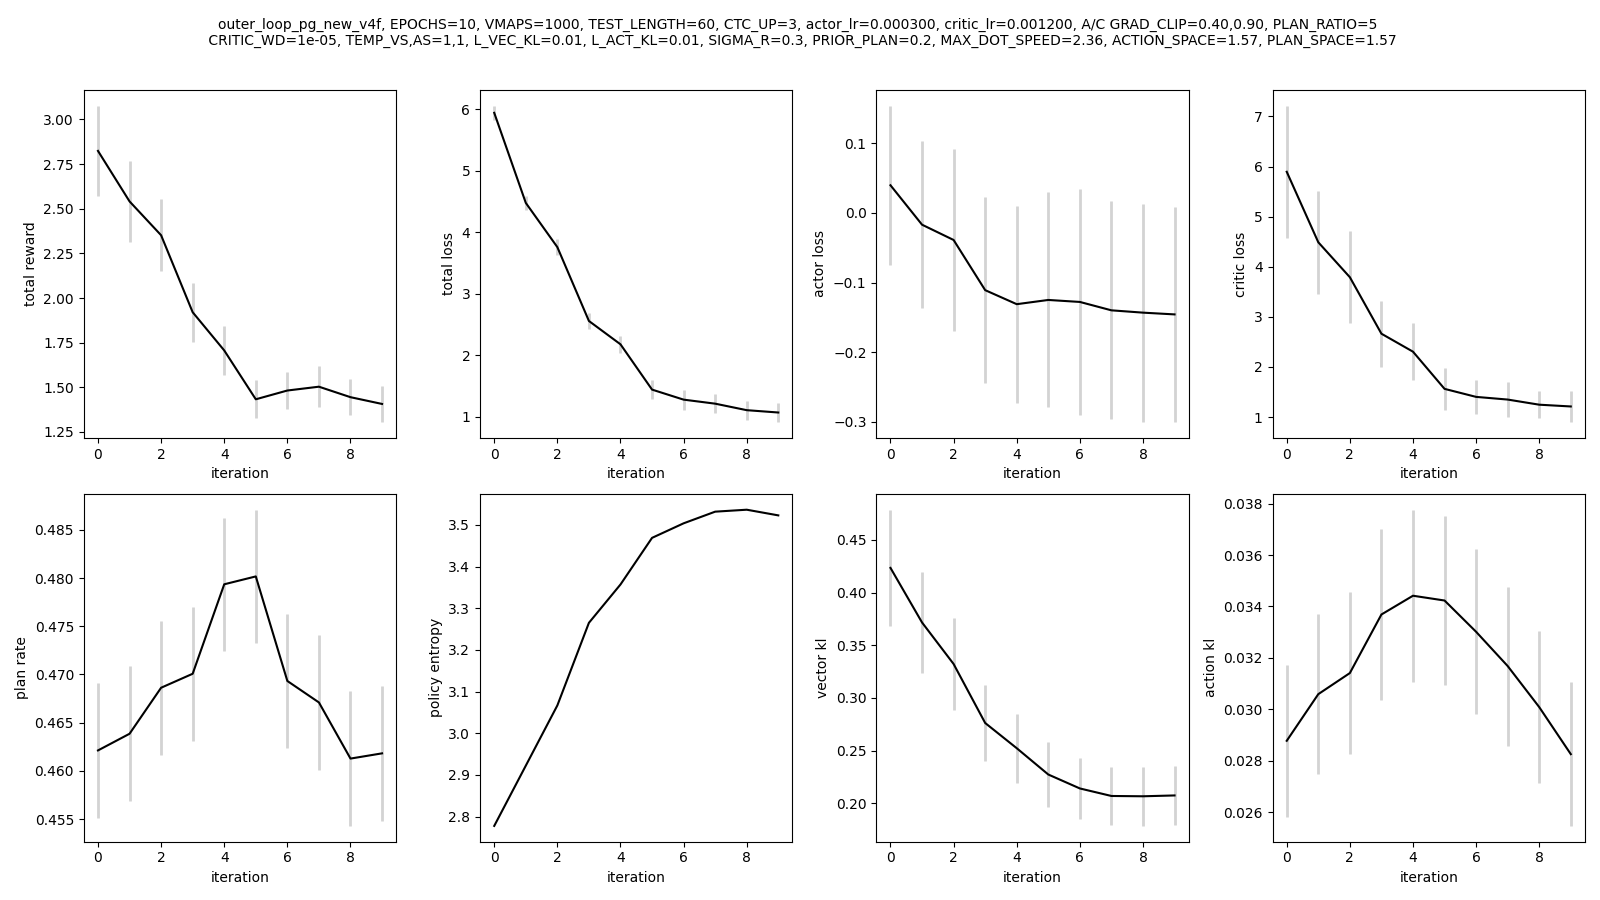 outer_loop_pg_new_v4f, EPOCHS=10, VMAPS=1000, TEST_LENGTH=60, CTC_UP=3, actor_lr=0.000300, critic_lr=0.001200, A/C GRAD_CLIP=0.40,0.90, PLAN_RATIO=5
CRITIC_WD=1e-05, TEMP_VS,AS=1,1, L_VEC_KL=0.01, L_ACT_KL=0.01, SIGMA_R=0.3, PRIOR_PLAN=0.2, MAX_DOT_SPEED=2.36, ACTION_SPACE=1.57, PLAN_SPACE=1.57
total reward
3.00
2.75
2.50
2.25
2.00
1.75
1.50
1.25
0 2 4 6 8
iteration
total loss
6
5
4
3
2
1
0 2 4 6 8
iteration
actor loss
0.1
0.0
−0.1
−0.2
−0.3
0 2 4 6 8
iteration
critic loss
7
6
5
4
3
2
1
0 2 4 6 8
iteration
plan rate
0.485
0.480
0.475
0.470
0.465
0.460
0.455
0 2 4 6 8
iteration
policy entropy
3.5
3.4
3.3
3.2
3.1
3.0
2.9
2.8
0 2 4 6 8
iteration
vector kl
0.45
0.40
0.35
0.30
0.25
0.20
0 2 4 6 8
iteration
action kl
0.038
0.036
0.034
0.032
0.030
0.028
0.026
0 2 4 6 8
iteration